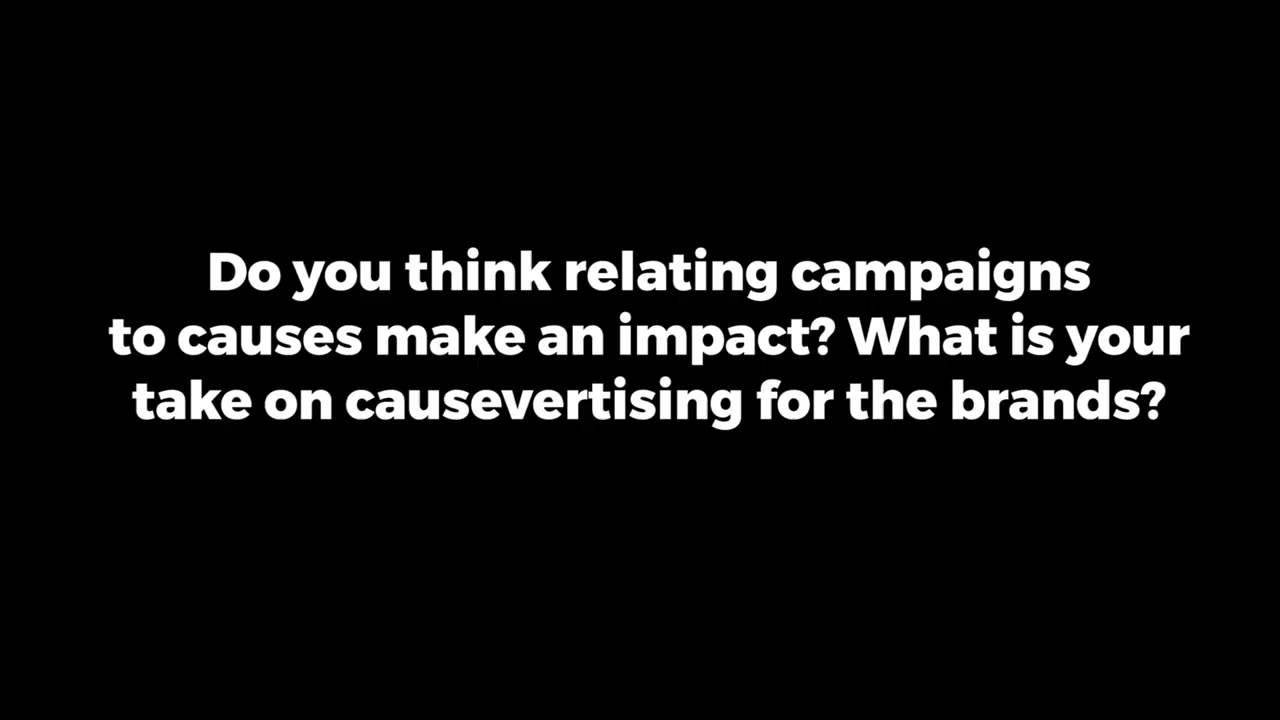 Do you think relating campaigns
to causes make an impact? What is your
take on causevertising for the brands?